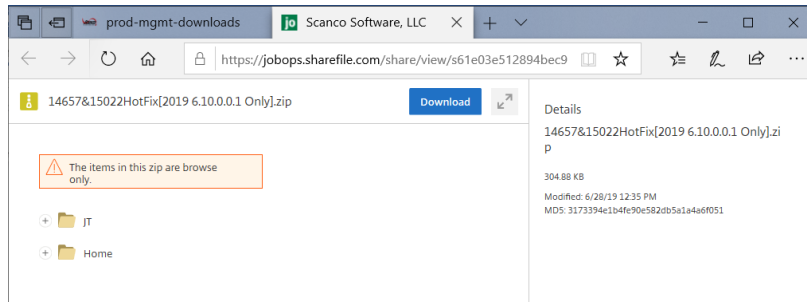 prod-mgmt-downloads
jo Scanco Software, LLC
https://jobops.sharefile.com/share/view/s61e03e512894bec9
14657&15022HotFix[2019 6.10.0.0.1 Only].zip
Download
The items in this zip are browse
only.
JT
Home
Details
14657&15022HotFix[2019 6.10.0.0.1 Only].zi
p
304.88 KB
Modified: 6/28/19 12:35 PM
MD5: 3173394e1b4fe90e582db5a1a4a6f051